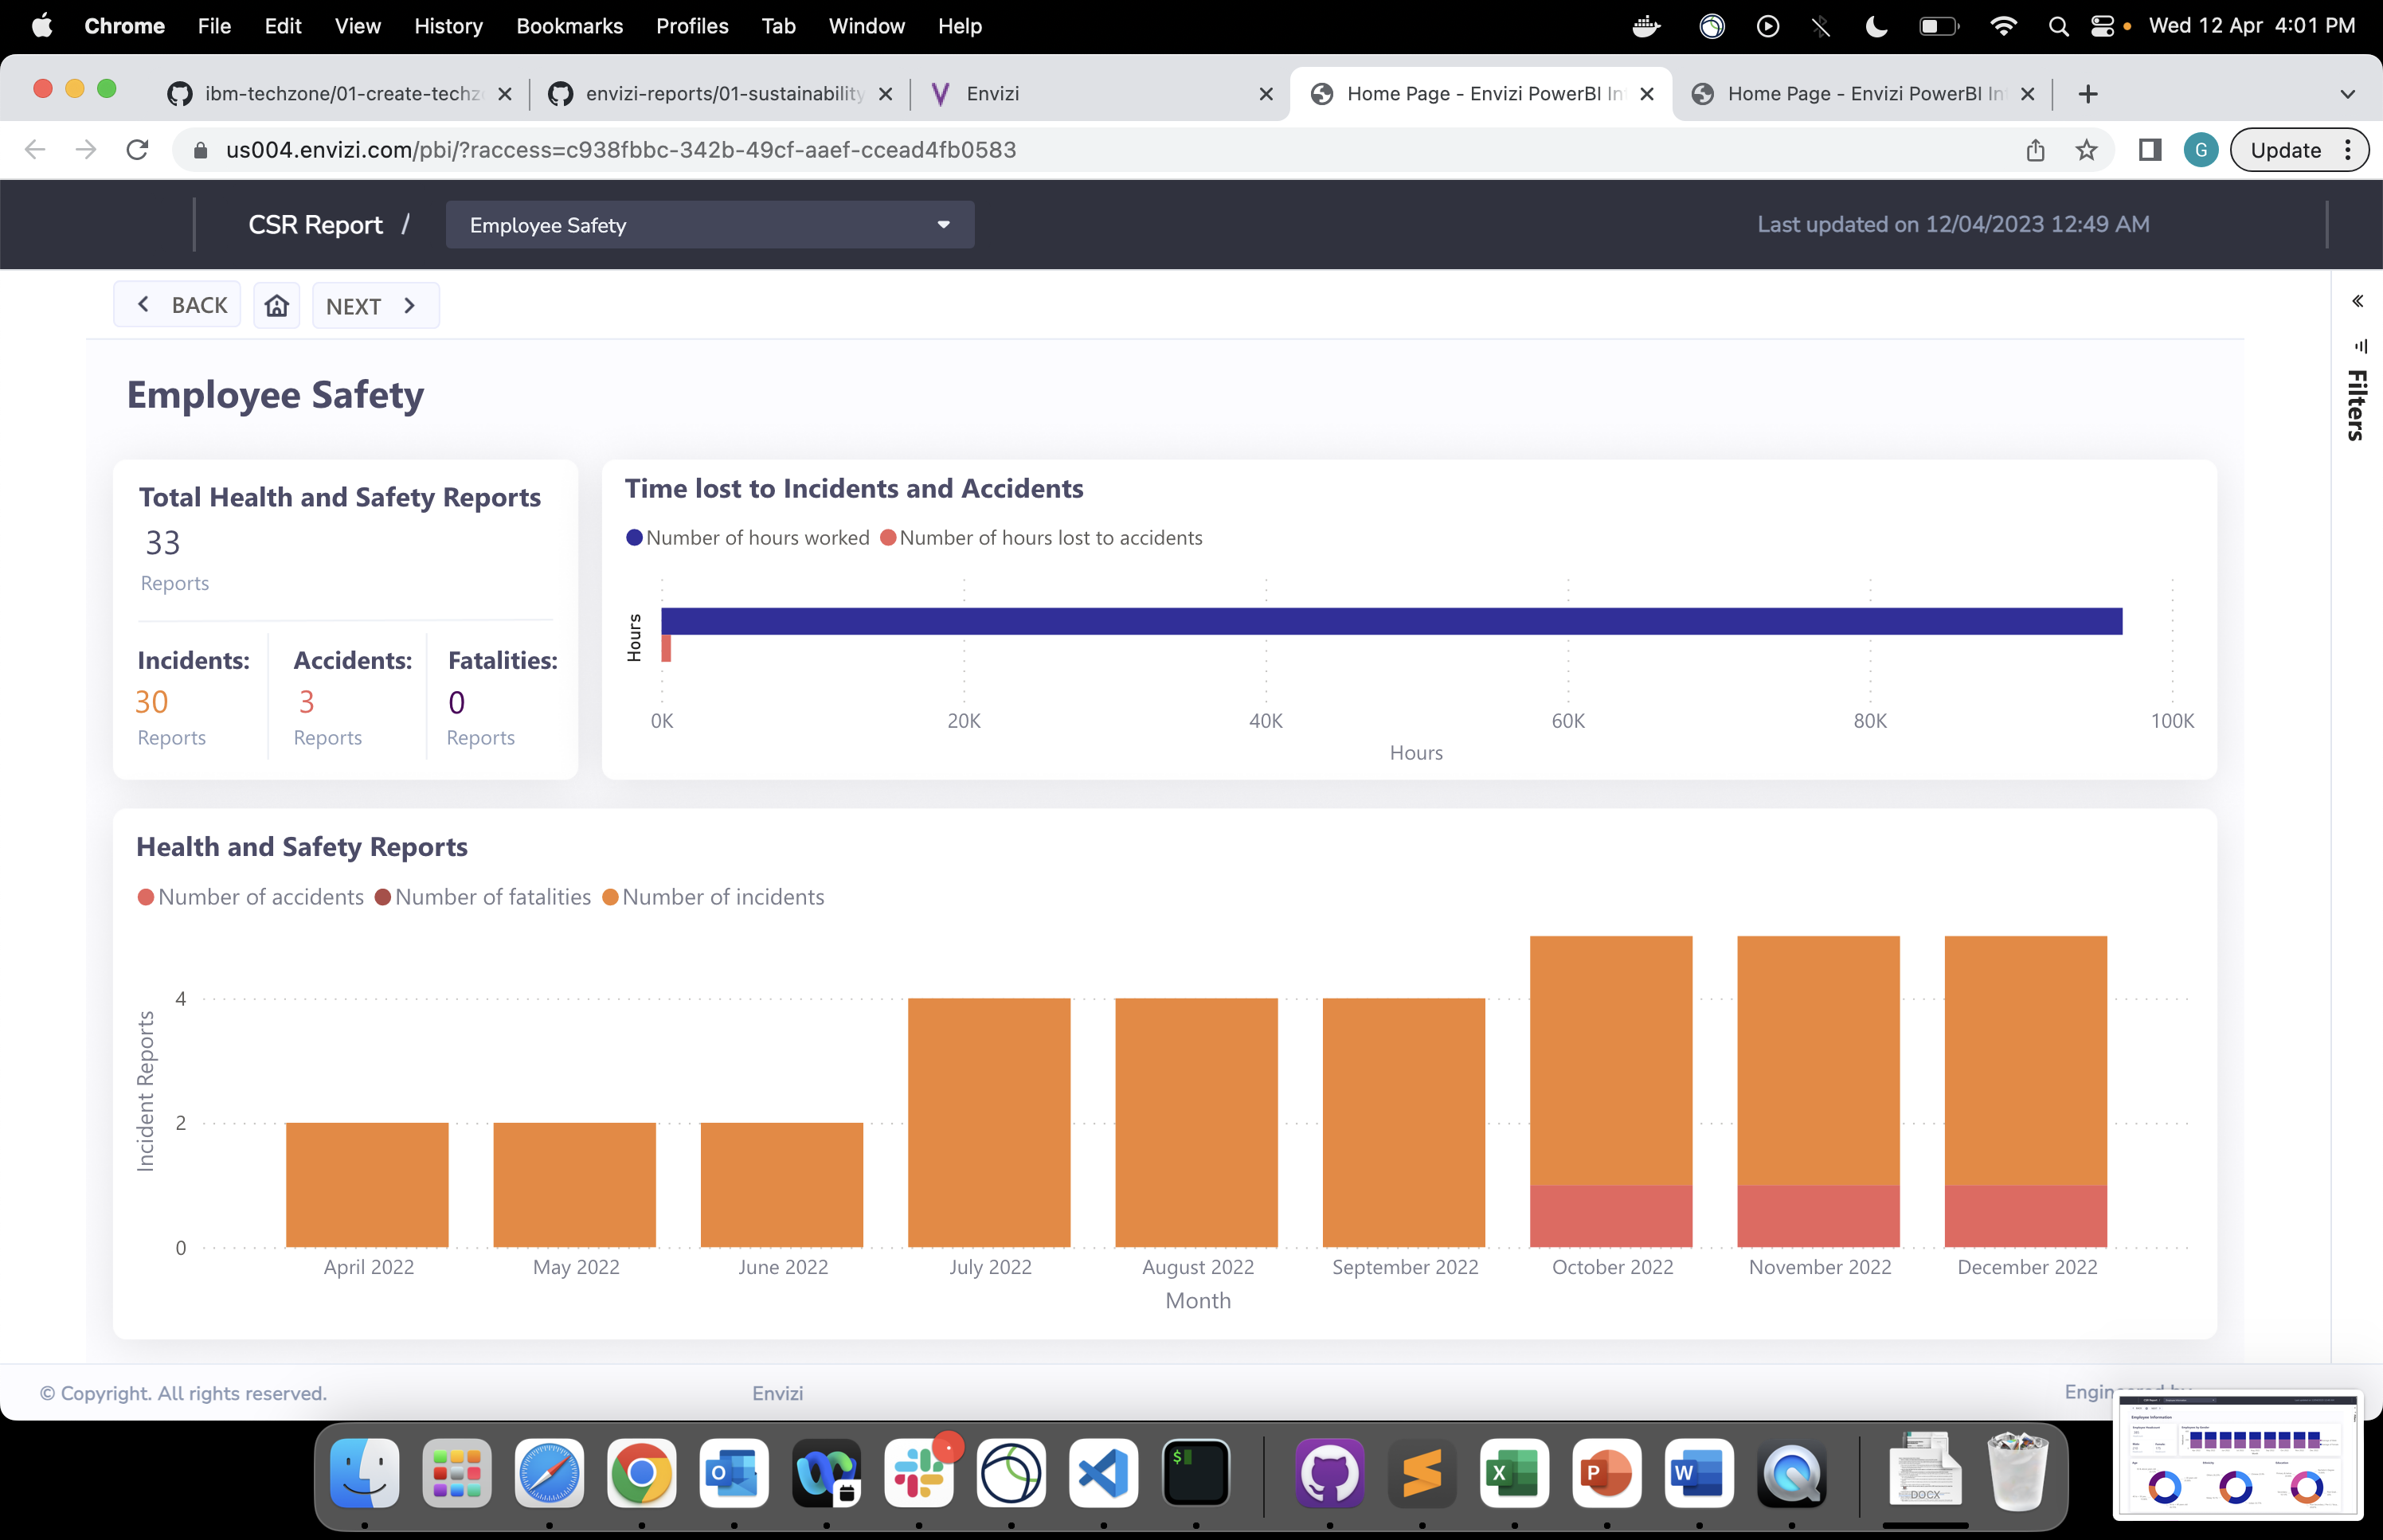 Chrome File Edit View History Bookmarks Profiles Tab Window Help Wed 12 Apr 4:01 PM
ibm-techzone/01-create-techz envizi-reports/01-sustainability Envizi Home Page - Envizi PowerBI In Home Page - Envizi PowerBI In
us004.envizi.com/pbi/?raccess=c938fbbc-342b-49cf-aaef-ccead4fb0583 G Update
CSR Report / Employee Safety Last updated on 12/04/2023 12:49 AM
BACK NEXT
Filters
Employee Safety
Total Health and Safety Reports
33
Reports
Incidents: Accidents: Fatalities:
30 3 0
Reports Reports Reports
Time lost to Incidents and Accidents
Number of hours worked Number of hours lost to accidents
Hours
0K 20K 40K 60K 80K 100K
Hours
Health and Safety Reports
Number of accidents Number of fatalities Number of incidents
Incident Reports
4
2
0
April 2022 May 2022 June 2022 July 2022 August 2022 September 2022 October 2022 November 2022 December 2022
Month
© Copyright. All rights reserved. Envizi
O $ X P W DOCX